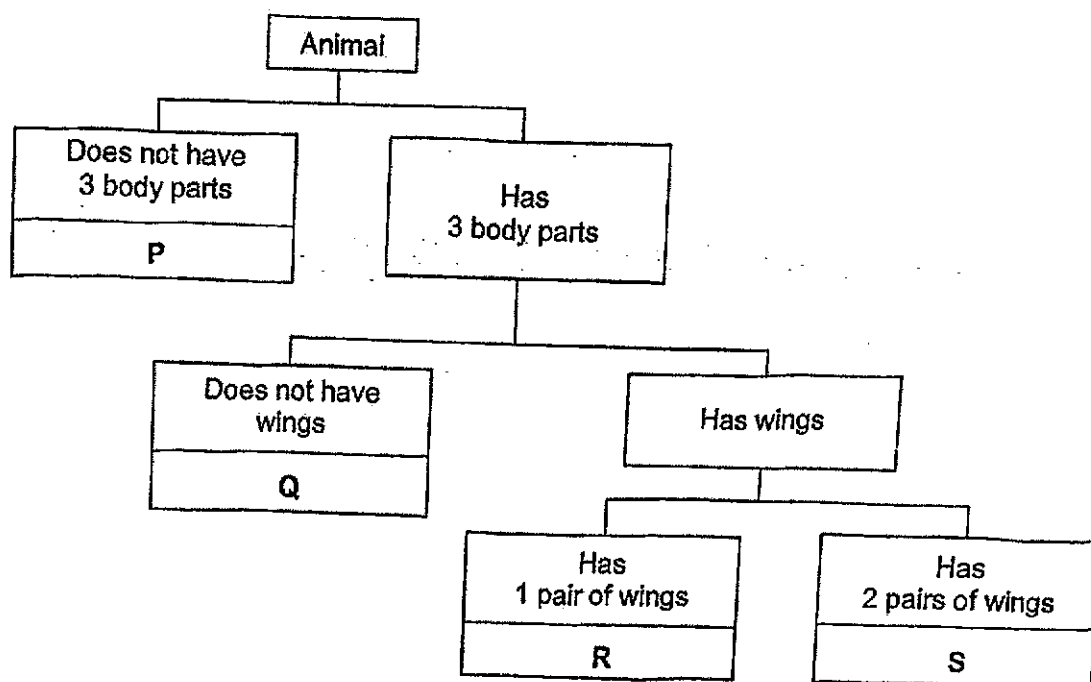 Animal
Does not have
3 body parts
P
Has
3 body parts
Does not have
wings
Q
Has wings
Has
1 pair of wings
R
Has
2 pairs of wings
S